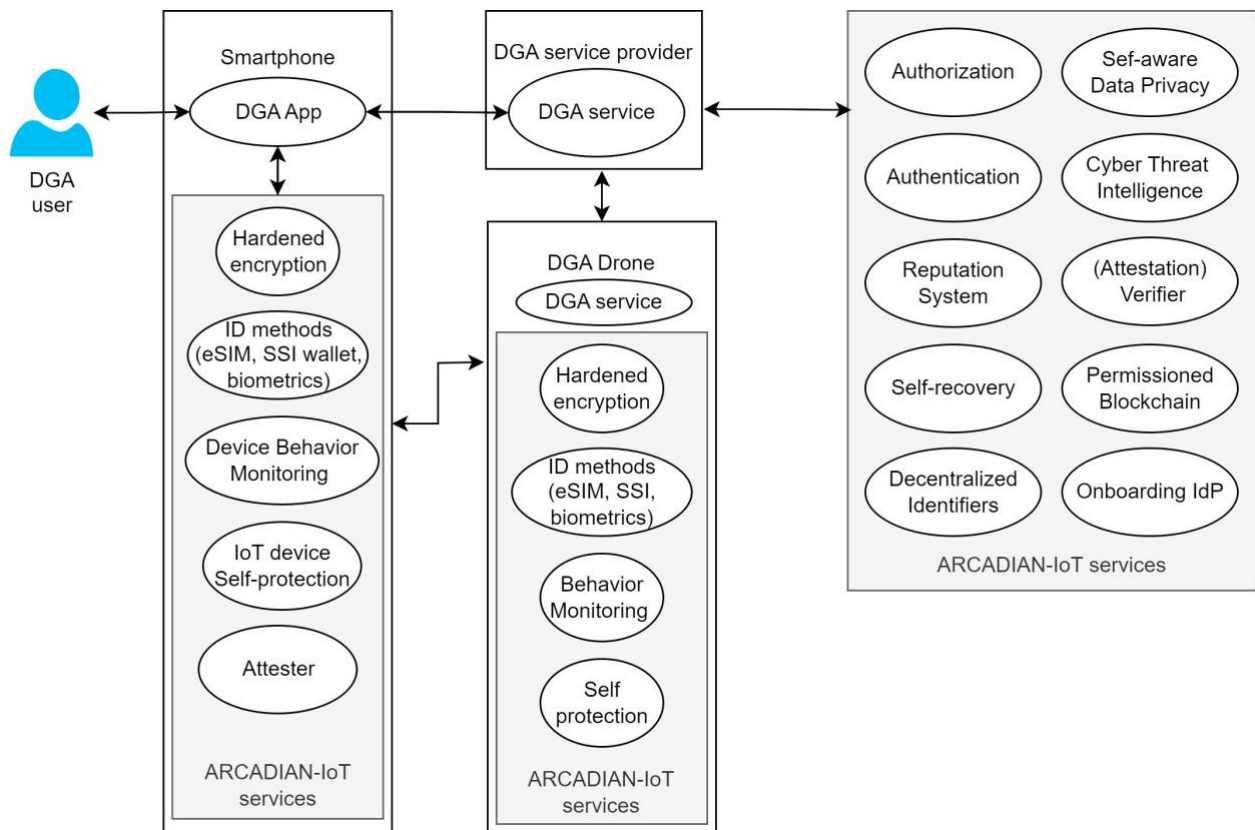 DGA
user
Smartphone
DGA App
Hardened
encryption
ID methods
(eSIM, SSI wallet,
biometrics)
Device Behavior
Monitoring
IoT device
Self-protection
Attester
ARCADIAN-IoT
services
DGA service provider
DGA service
DGA Drone
DGA service
Hardened
encryption
ID methods
(eSIM, SSI,
biometrics)
Behavior
Monitoring
Self
protection
ARCADIAN-IoT
services
Authorization
Sef-aware
Data Privacy
Authentication
Cyber Threat
Intelligence
Reputation
System
(Attestation)
Verifier
Self-recovery
Permissioned
Blockchain
Decentralized
Identifiers
Onboarding IdP
ARCADIAN-IoT services